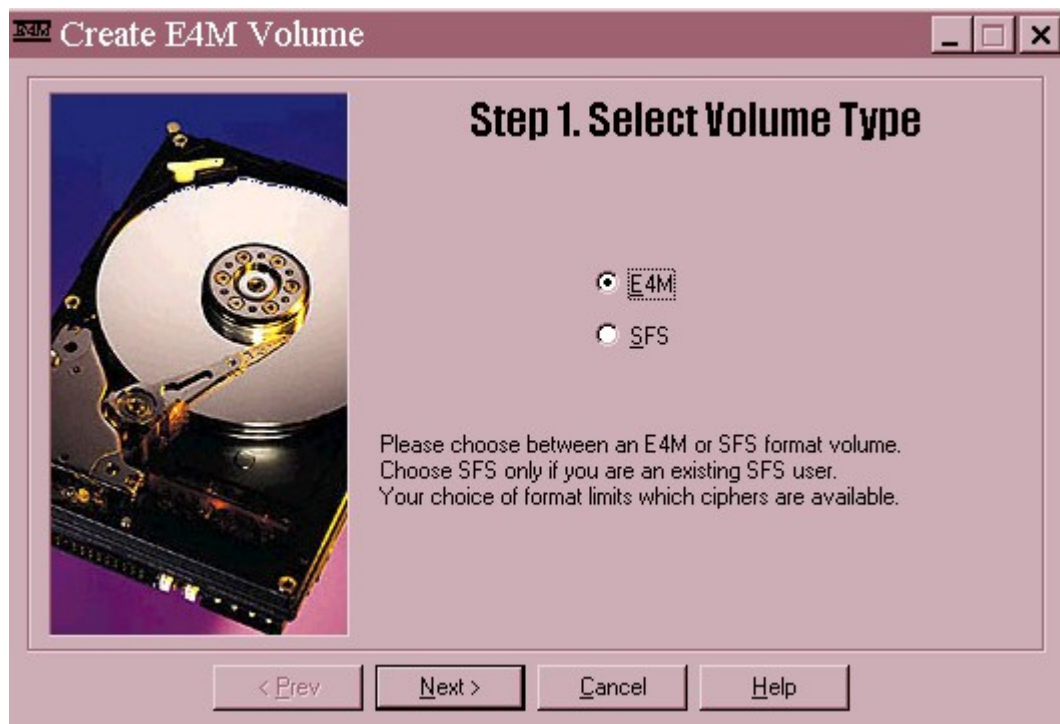 E4M Create E4M Volume
Step 1. Select Volume Type
E4M
SFS
Please choose between an E4M or SFS format volume.
Choose SFS only if you are an existing SFS user.
Your choice of format limits which ciphers are available.
< Prev Next > Cancel Help